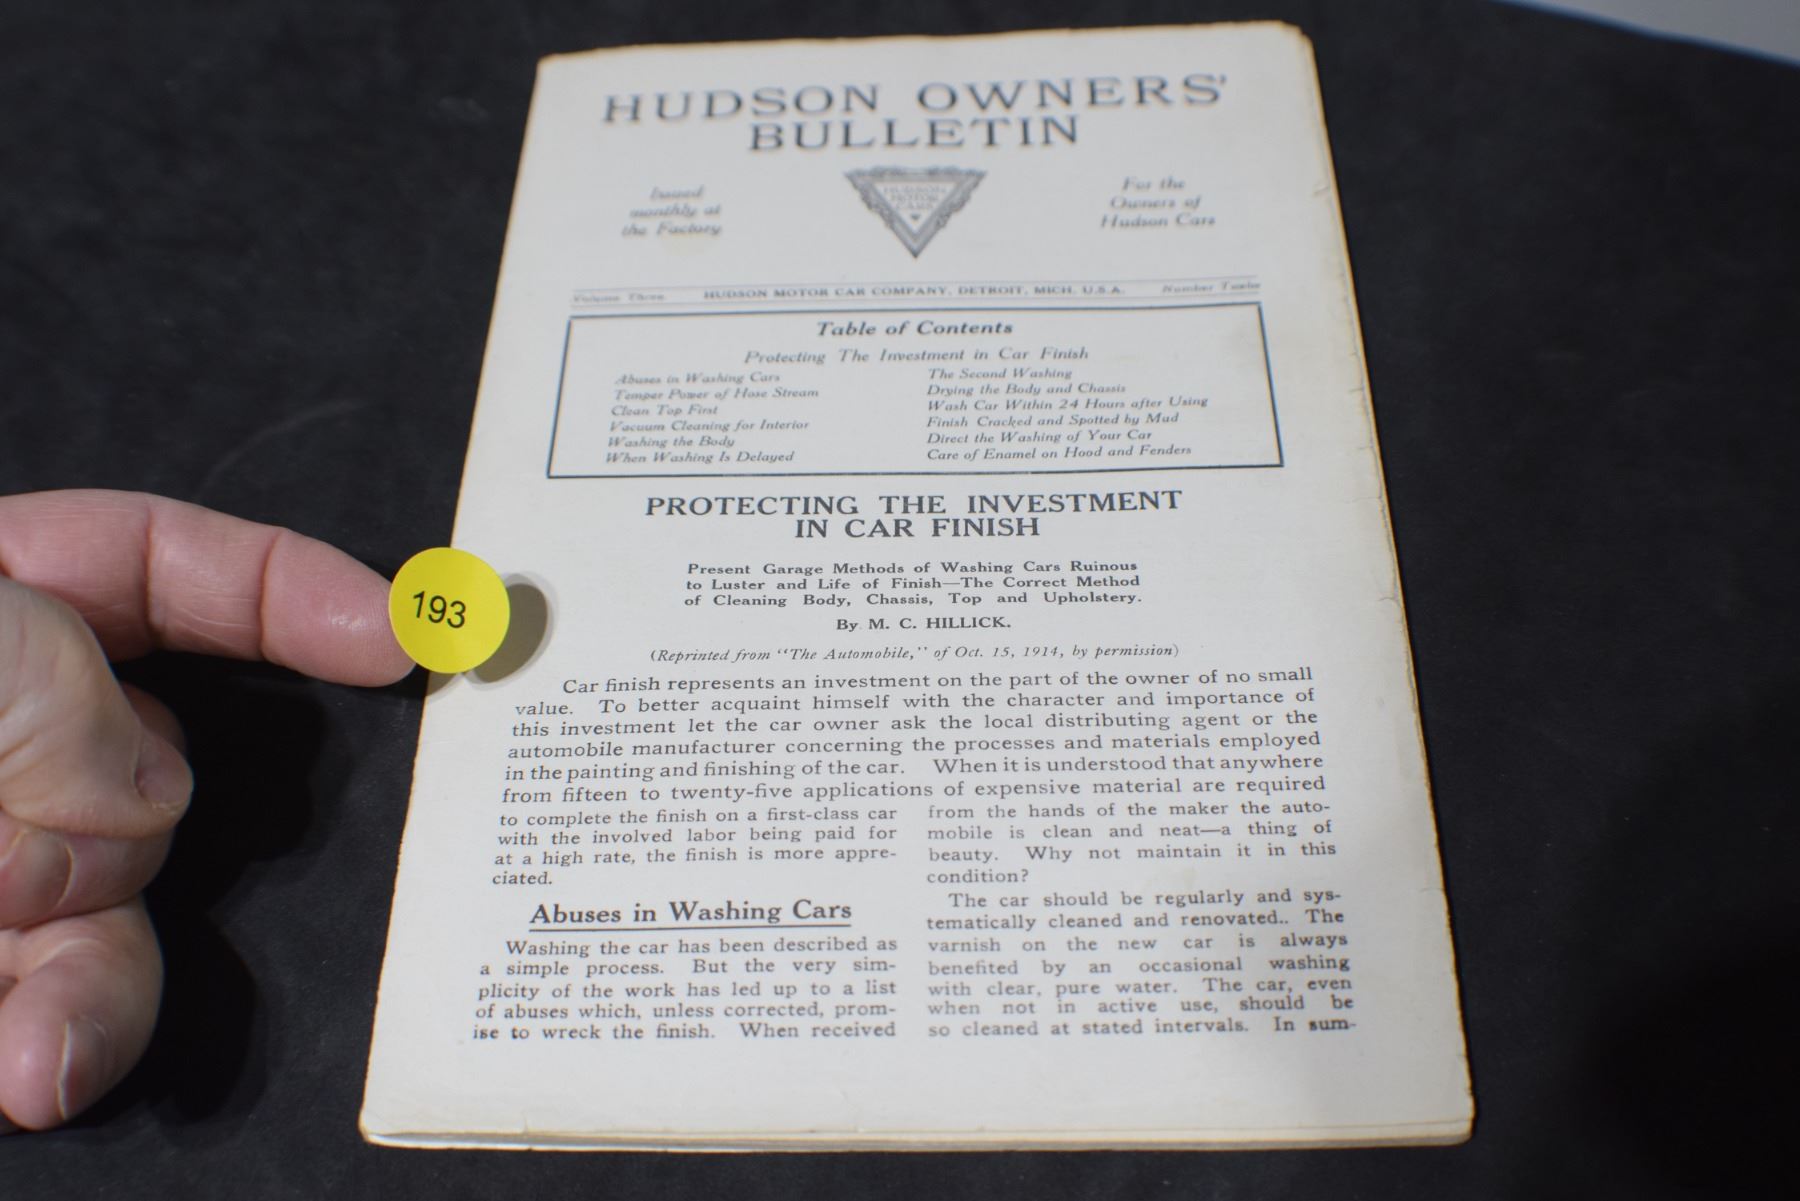 HUDSON OWNERS'
BULLETIN
Issued
monthly at
the Factory
HUDSON
MOTOR
CARS
For the
Owners of
Hudson Cars
Volume Three
HUDSON MOTOR CAR COMPANY, DETROIT, MICH. U.S.A.
Number Twelve
Table of Contents
Protecting The Investment in Car Finish
Abuses in Washing Cars
Temper Power of Hose Stream
Clean Top First
Vacuum Cleaning for Interior
Washing the Body
When Washing Is Delayed
The Second Washing
Drying the Body and Chassis
Wash Car Within 24 Hours after Using
Finish Cracked and Spotted by Mud
Direct the Washing of Your Car
Care of Enamel on Hood and Fenders
PROTECTING THE INVESTMENT
IN CAR FINISH
Present Garage Methods of Washing Cars Ruinous
to Luster and Life of Finish—The Correct Method
of Cleaning Body, Chassis, Top and Upholstery.
By M. C. HILLICK.
(Reprinted from "The Automobile," of Oct. 15, 1914, by permission)
Car finish represents an investment on the part of the owner of no small
value. To better acquaint himself with the character and importance of
this investment let the car owner ask the local distributing agent or the
automobile manufacturer concerning the processes and materials employed
in the painting and finishing of the car. When it is understood that anywhere
from fifteen to twenty-five applications of expensive material are required
to complete the finish on a first-class car
with the involved labor being paid for
at a high rate, the finish is more appre-
ciated.
Abuses in Washing Cars
Washing the car has been described as
a simple process. But the very sim-
plicity of the work has led up to a list
of abuses which, unless corrected, prom-
ise to wreck the finish. When received
from the hands of the maker the auto-
mobile is clean and neat—a thing of
beauty. Why not maintain it in this
condition?
The car should be regularly and sys-
tematically cleaned and renovated.. The
varnish on the new car is always
benefited by an occasional washing
with clear, pure water. The car, even
when not in active use, should be
so cleaned at stated intervals. In sum-
193